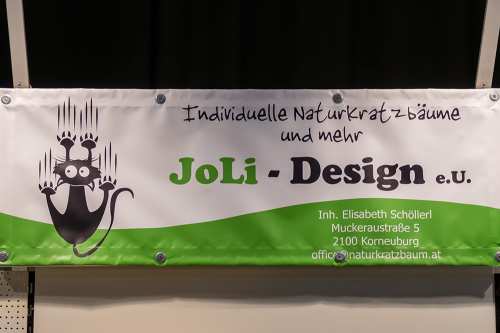 Individuelle Naturkratzbäume
und mehr
JoLi - Design e.U.
Inh. Elisabeth Schöllerl
Muckeraustraße 5
2100 Korneuburg
office@naturkratzbaum.at